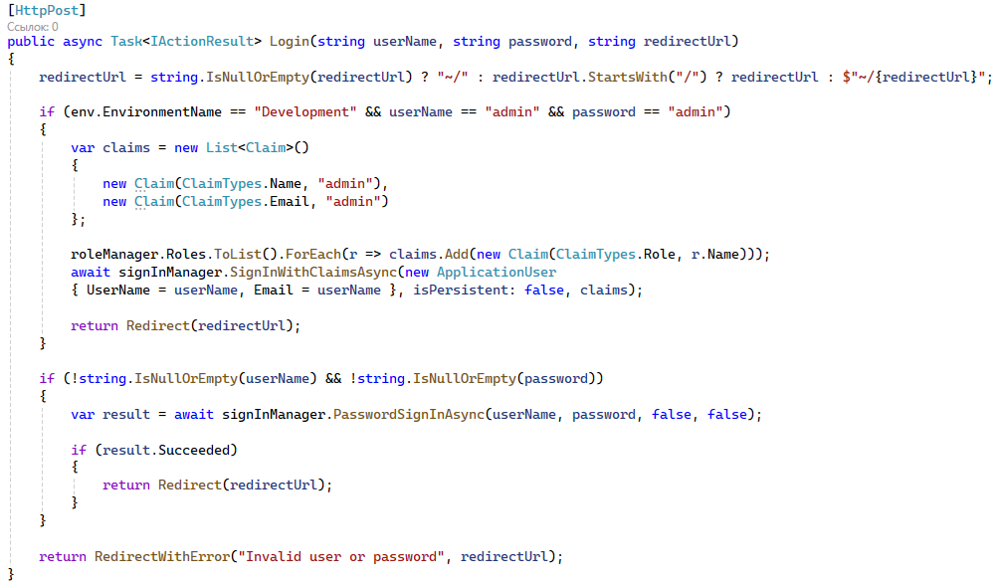 [HttpPost]
Ссылок: 0
public async Task<IActionResult> Login(string userName, string password, string redirectUrl)
{
    redirectUrl = string.IsNullOrEmpty(redirectUrl) ? "~/" : redirectUrl.StartsWith("/") ? redirectUrl : $"~/{redirectUrl}";

    if (env.EnvironmentName == "Development" && userName == "admin" && password == "admin")
    {
        var claims = new List<Claim>()
        {
            new Claim(ClaimTypes.Name, "admin"),
            new Claim(ClaimTypes.Email, "admin")
        };

        roleManager.Roles.ToList().ForEach(r => claims.Add(new Claim(ClaimTypes.Role, r.Name)));
        await signInManager.SignInWithClaimsAsync(new ApplicationUser
        { UserName = userName, Email = userName }, isPersistent: false, claims);

        return Redirect(redirectUrl);
    }

    if (!string.IsNullOrEmpty(userName) && !string.IsNullOrEmpty(password))
    {
        var result = await signInManager.PasswordSignInAsync(userName, password, false, false);

        if (result.Succeeded)
        {
            return Redirect(redirectUrl);
        }
    }

    return RedirectWithError("Invalid user or password", redirectUrl);
}